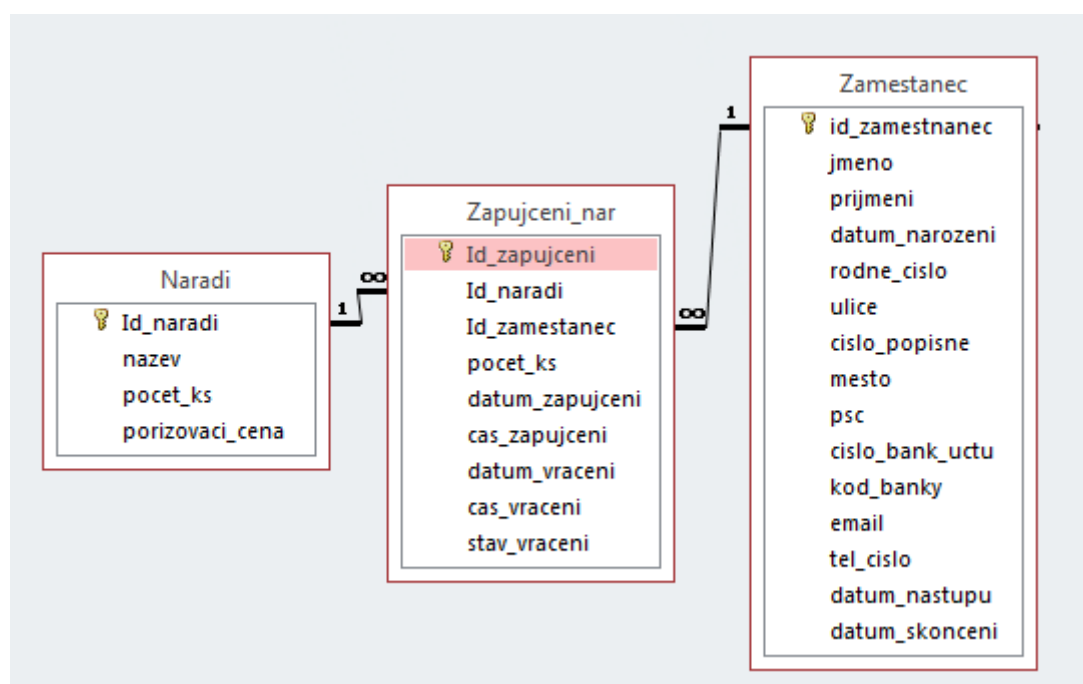 Naradi
Id_naradi
nazev
pocet_ks
porizovaci_cena
1
∞
Zapujceni_nar
Id_zapujceni
Id_naradi
Id_zamestanec
pocet_ks
datum_zapujceni
cas_zapujceni
datum_vraceni
cas_vraceni
stav_vraceni
∞
1
Zamestanec
id_zamestnanec
jmeno
prijmeni
datum_narozeni
rodne_cislo
ulice
cislo_popisne
mesto
psc
cislo_bank_uctu
kod_banky
email
tel_cislo
datum_nastupu
datum_skonceni